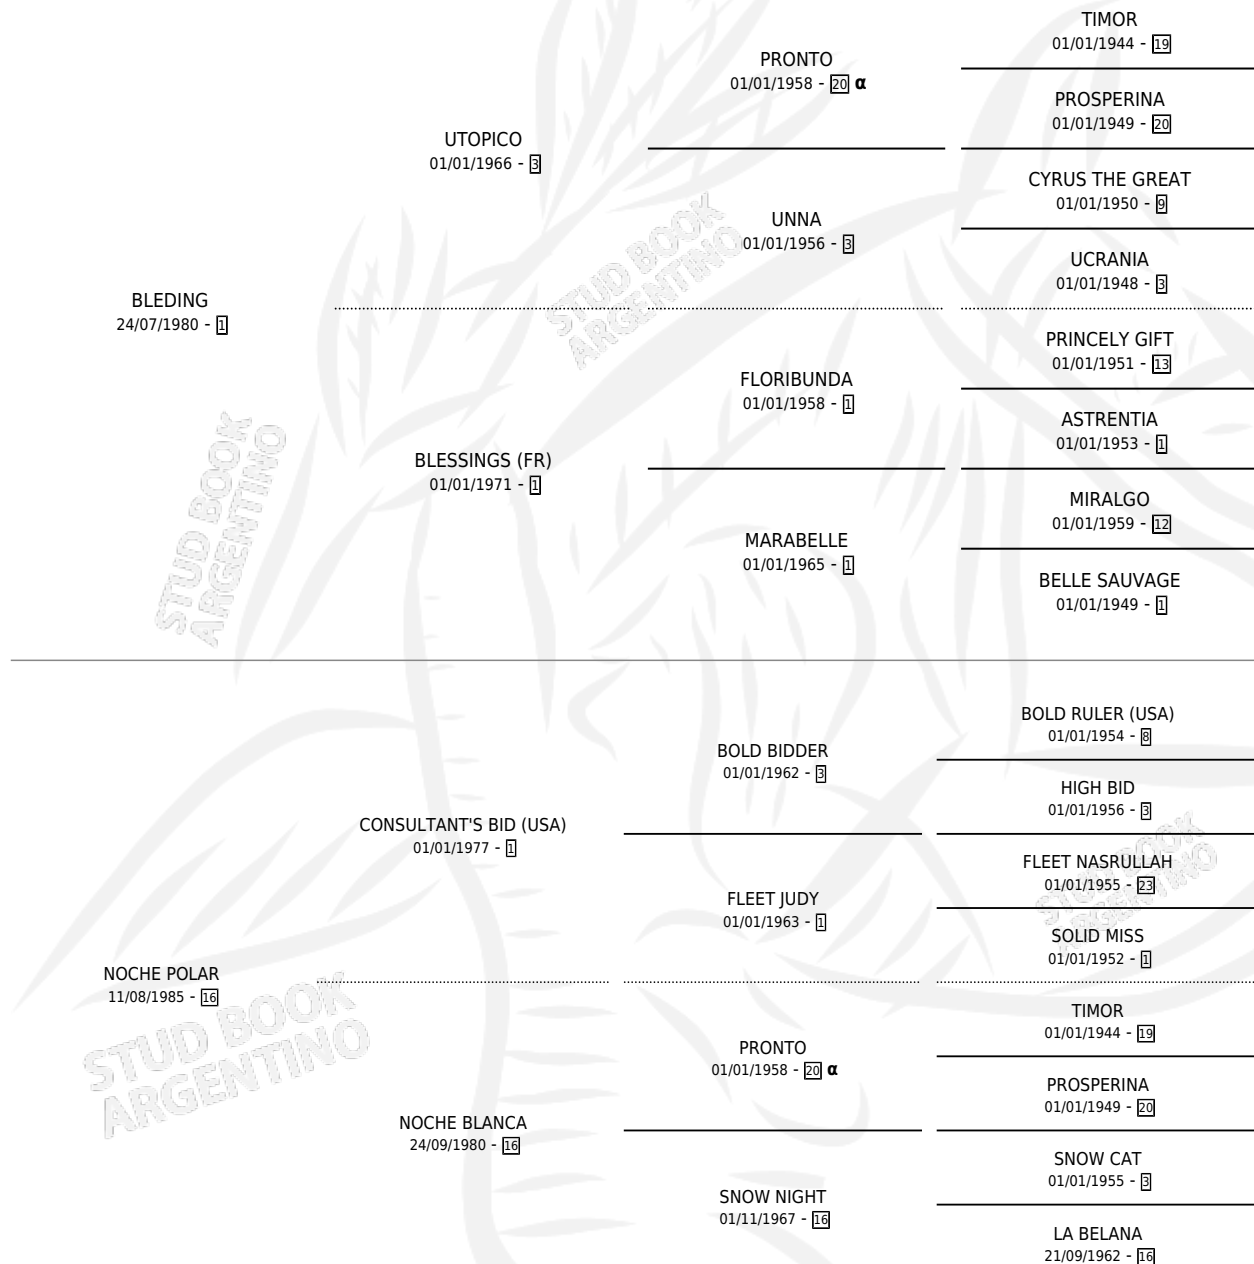 TIMOR
01/01/1944 - 19
PRONTO
01/01/1958 - 20 α
PROSPERINA
01/01/1949 - 20
UTOPICO
01/01/1966 - 3
CYRUS THE GREAT
01/01/1950 - 9
UNNA
01/01/1956 - 3
UCRANIA
01/01/1948 - 3
BLEDING
24/07/1980 - 1
PRINCELY GIFT
01/01/1951 - 13
FLORIBUNDA
01/01/1958 - 1
ASTRENTIA
01/01/1953 - 1
BLESSINGS (FR)
01/01/1971 - 1
MIRALGO
01/01/1959 - 12
MARABELLE
01/01/1965 - 1
BELLE SAUVAGE
01/01/1949 - 1
BOLD RULER (USA)
01/01/1954 - 8
BOLD BIDDER
01/01/1962 - 3
HIGH BID
01/01/1956 - 3
CONSULTANT'S BID (USA)
01/01/1977 - 1
FLEET NASRULLAH
01/01/1955 - 23
FLEET JUDY
01/01/1963 - 1
SOLID MISS
01/01/1952 - 1
NOCHE POLAR
11/08/1985 - 16
TIMOR
01/01/1944 - 19
PRONTO
01/01/1958 - 20 α
PROSPERINA
01/01/1949 - 20
NOCHE BLANCA
24/09/1980 - 16
SNOW CAT
01/01/1955 - 3
SNOW NIGHT
01/11/1967 - 16
LA BELANA
21/09/1962 - 16
STUD BOOK
ARGENTINO
STUD BOOK
ARGENTINO
STUD BOOK
ARGENTINO
STUD BOOK
ARGENTINO